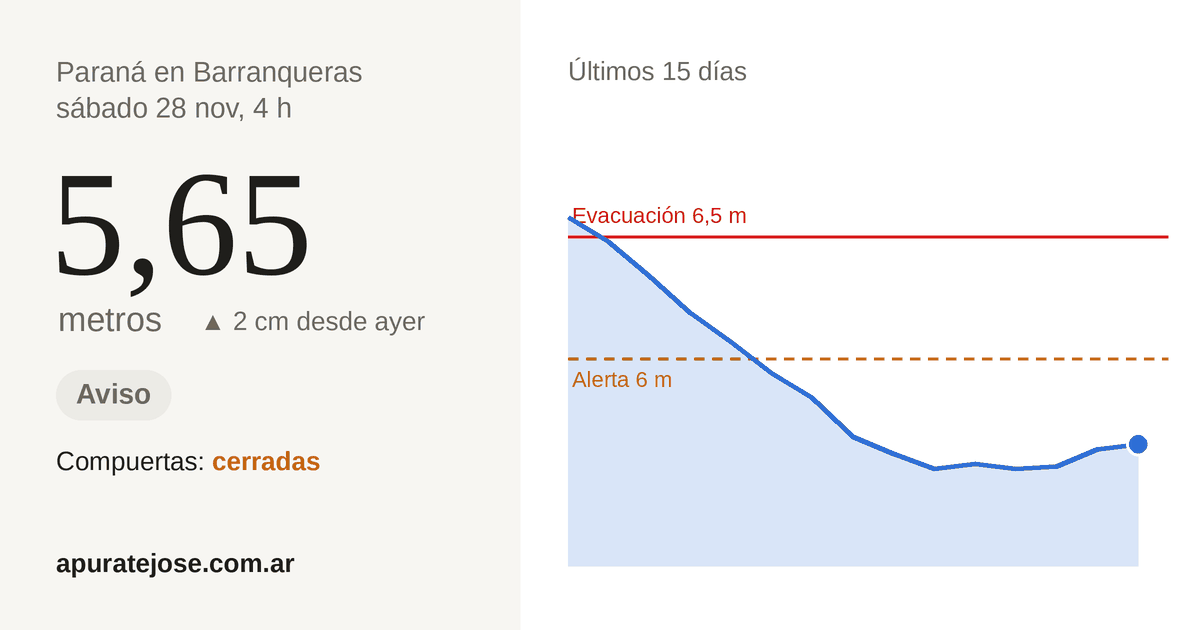 Paraná en Barranqueras
sábado 28 nov, 4 h
5,65
metros ▲ 2 cm desde ayer
Aviso
Compuertas: cerradas
apuratejose.com.ar
Últimos 15 días
Evacuación 6,5 m
Alerta 6 m